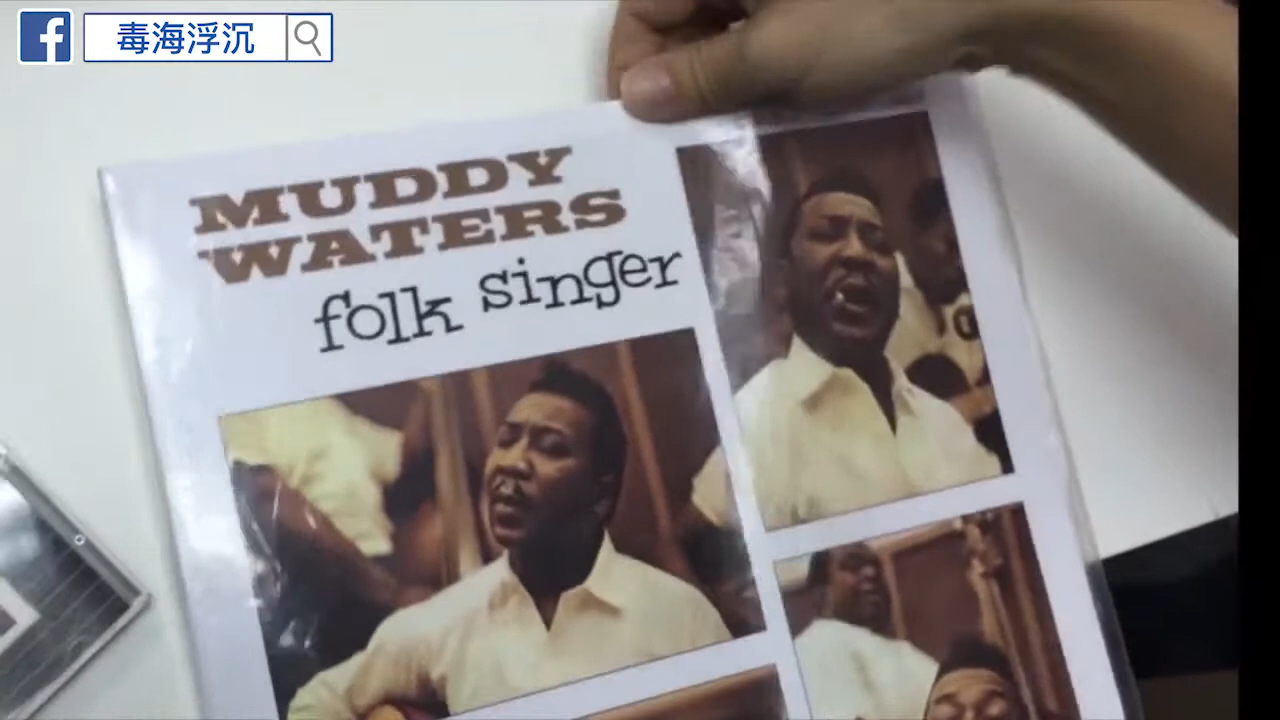 毒海浮沉
MUDDY
WATERS
folk singer